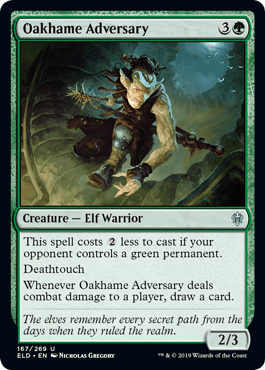 Oakhame Adversary 3
Creature — Elf Warrior
This spell costs 2 less to cast if your
opponent controls a green permanent.
Deathtouch
Whenever Oakhame Adversary deals
combat damage to a player, draw a card.
The elves remember every secret path from the
days when they ruled the realm.
2/3
167/269 U
ELD • EN Nicholas Gregory
™ & © 2019 Wizards of the Coast